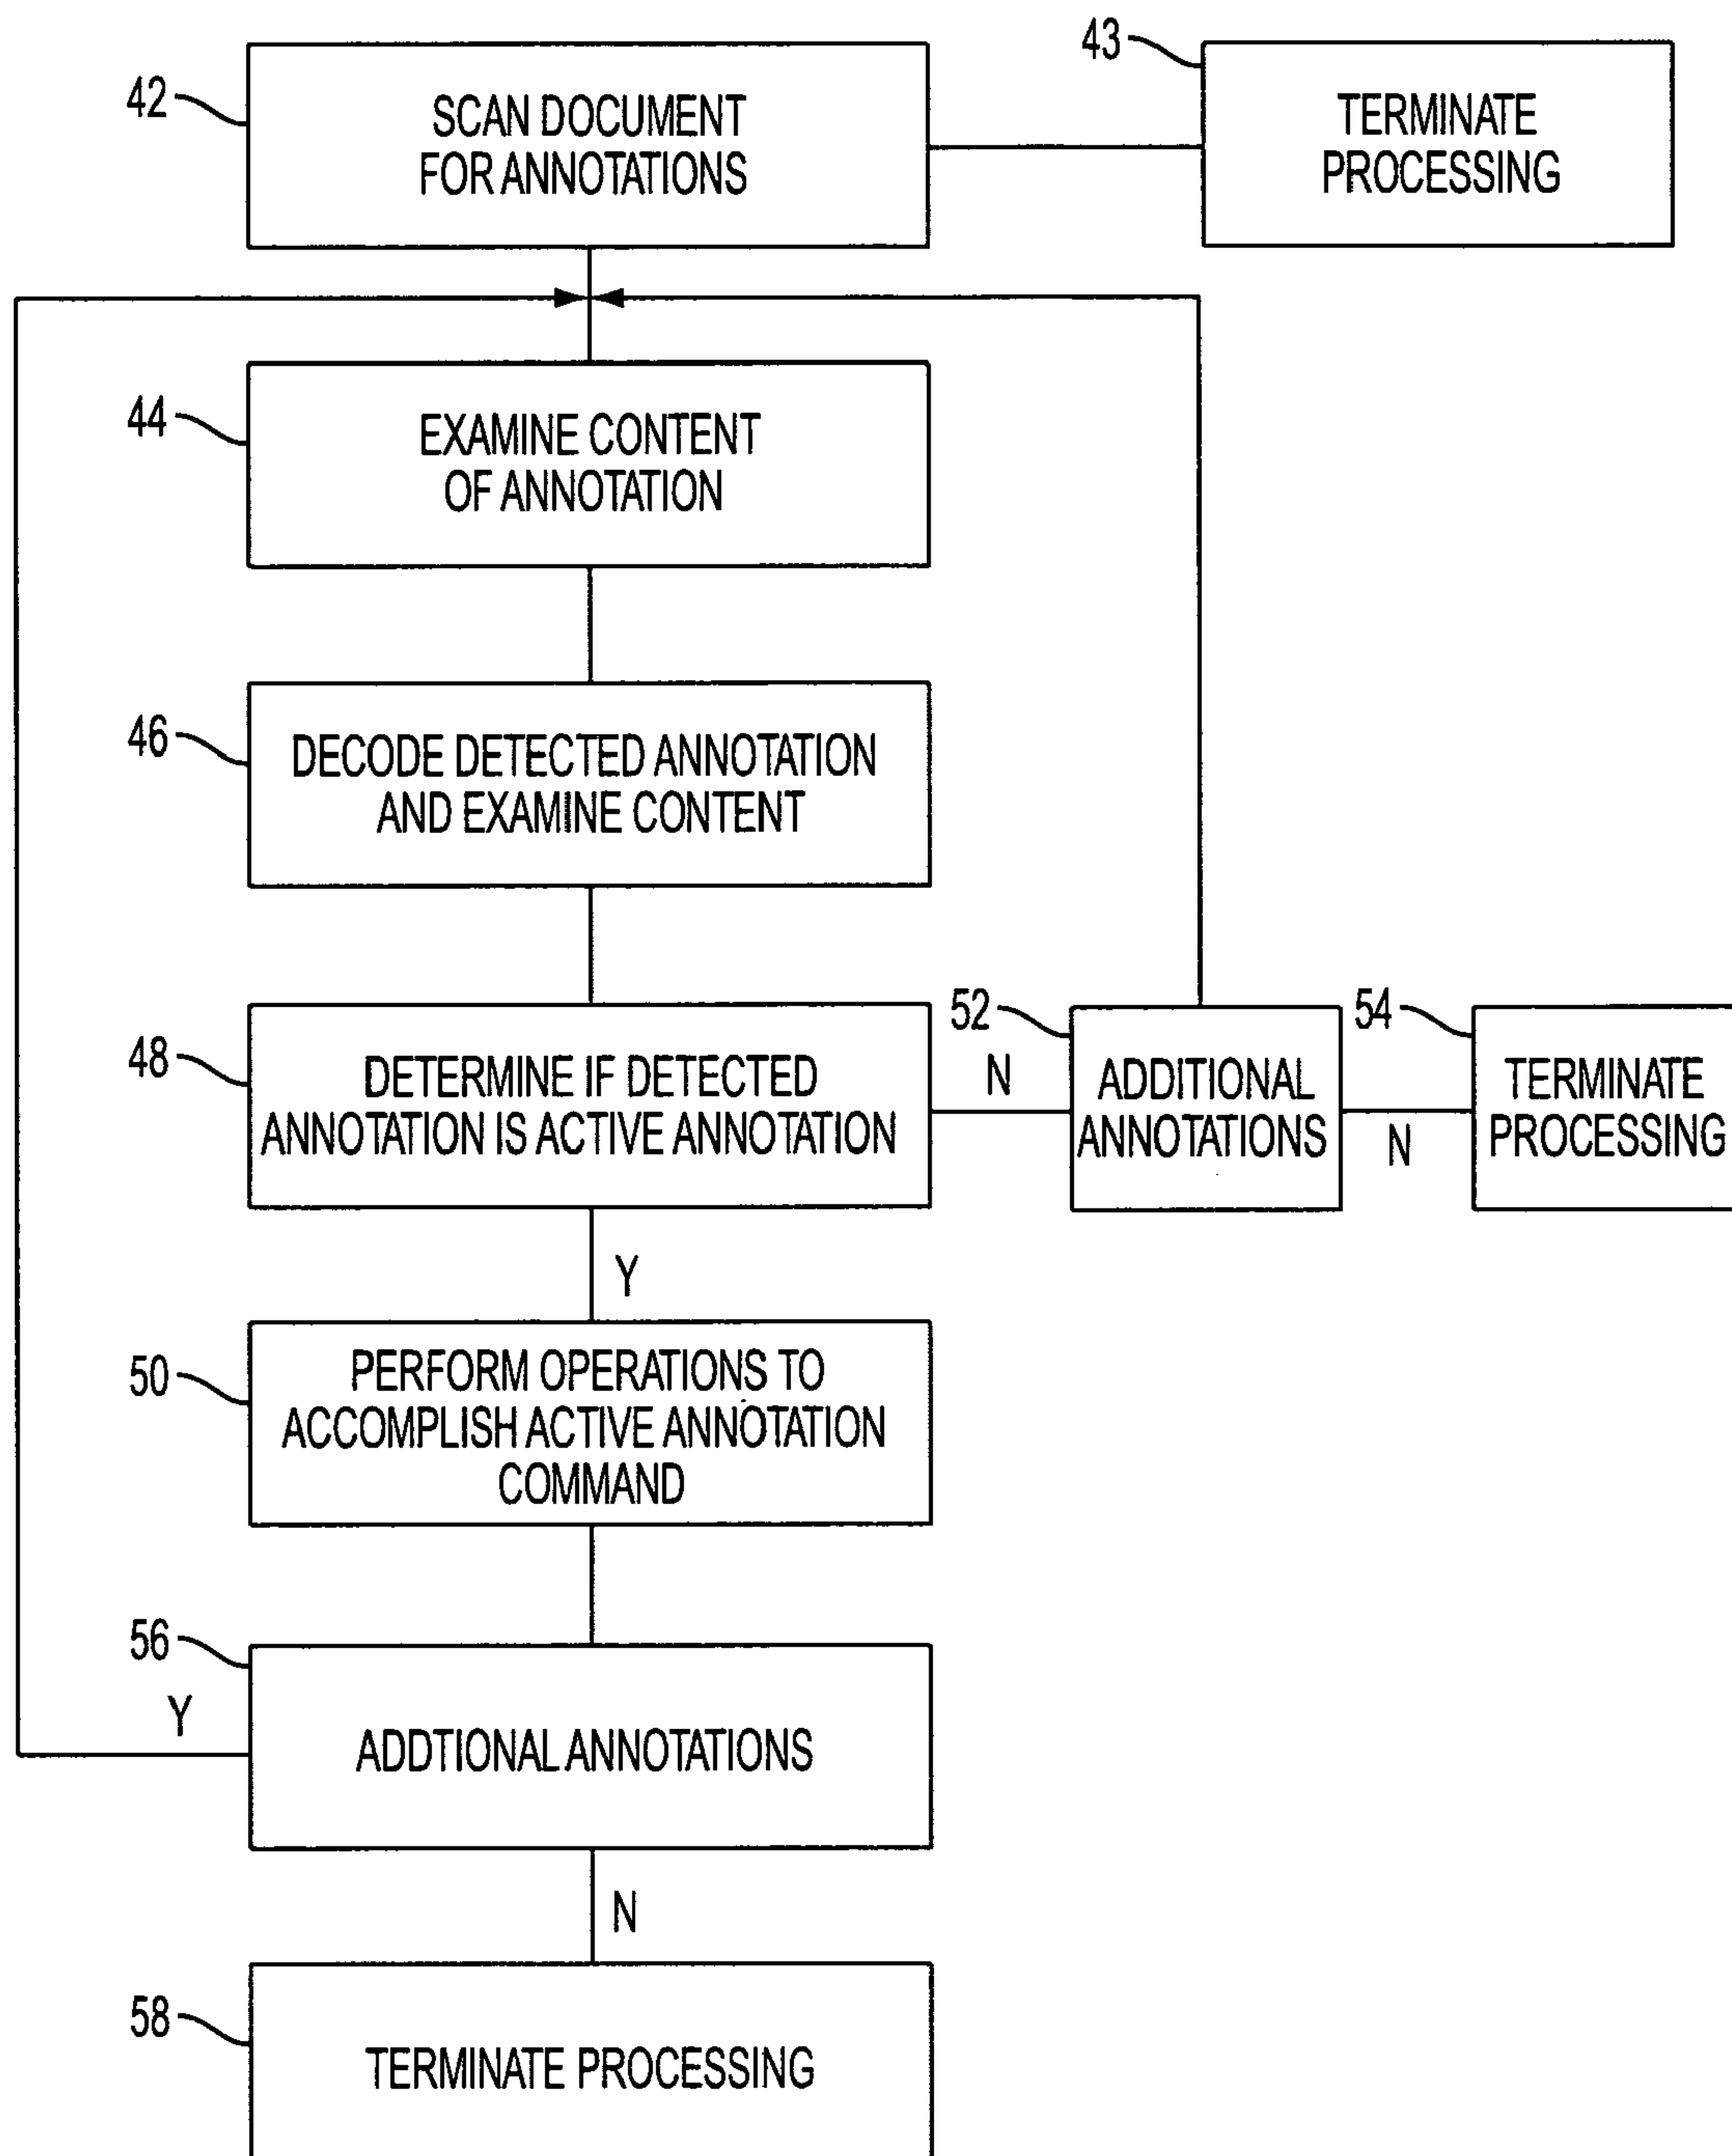 42
SCAN DOCUMENT
FOR ANNOTATIONS
43
TERMINATE
PROCESSING
44
EXAMINE CONTENT
OF ANNOTATION
46
DECODE DETECTED ANNOTATION
AND EXAMINE CONTENT
48
DETERMINE IF DETECTED
ANNOTATION IS ACTIVE ANNOTATION
N
52
ADDITIONAL
ANNOTATIONS
N
54
TERMINATE
PROCESSING
Y
50
PERFORM OPERATIONS TO
ACCOMPLISH ACTIVE ANNOTATION
COMMAND
56
Y
ADDTIONAL ANNOTATIONS
N
58
TERMINATE PROCESSING